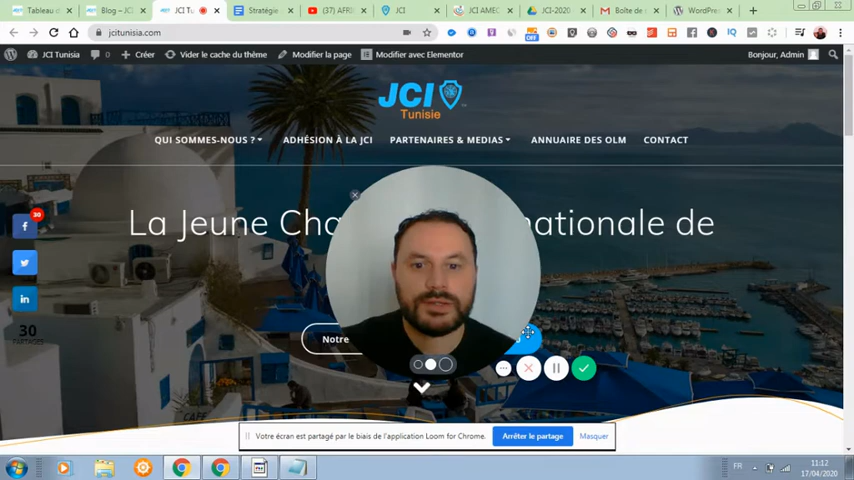 Tableau d
Blog – JC
JCI Tu
Stratégie
(37) AFRI
JCI
JCI AMEC
JCI-2020
Boîte de
WordPres
jcitunisia.com
OFF
JCI Tunisia
0
Créer
Vider le cache du thème
Modifier la page
Modifier avec Elementor
Bonjour, Admin
JCI
Tunisie
QUI SOMMES-NOUS ?
ADHÉSION À LA JCI
PARTENAIRES & MEDIAS
ANNUAIRE DES OLM
CONTACT
La Jeune Cha
nationale de
30
30
PARTAGES
Notre
Votre écran est partagé par le biais de l'application Loom for Chrome.
Arrêter le partage
Masquer
FR
11:12
17/04/2020